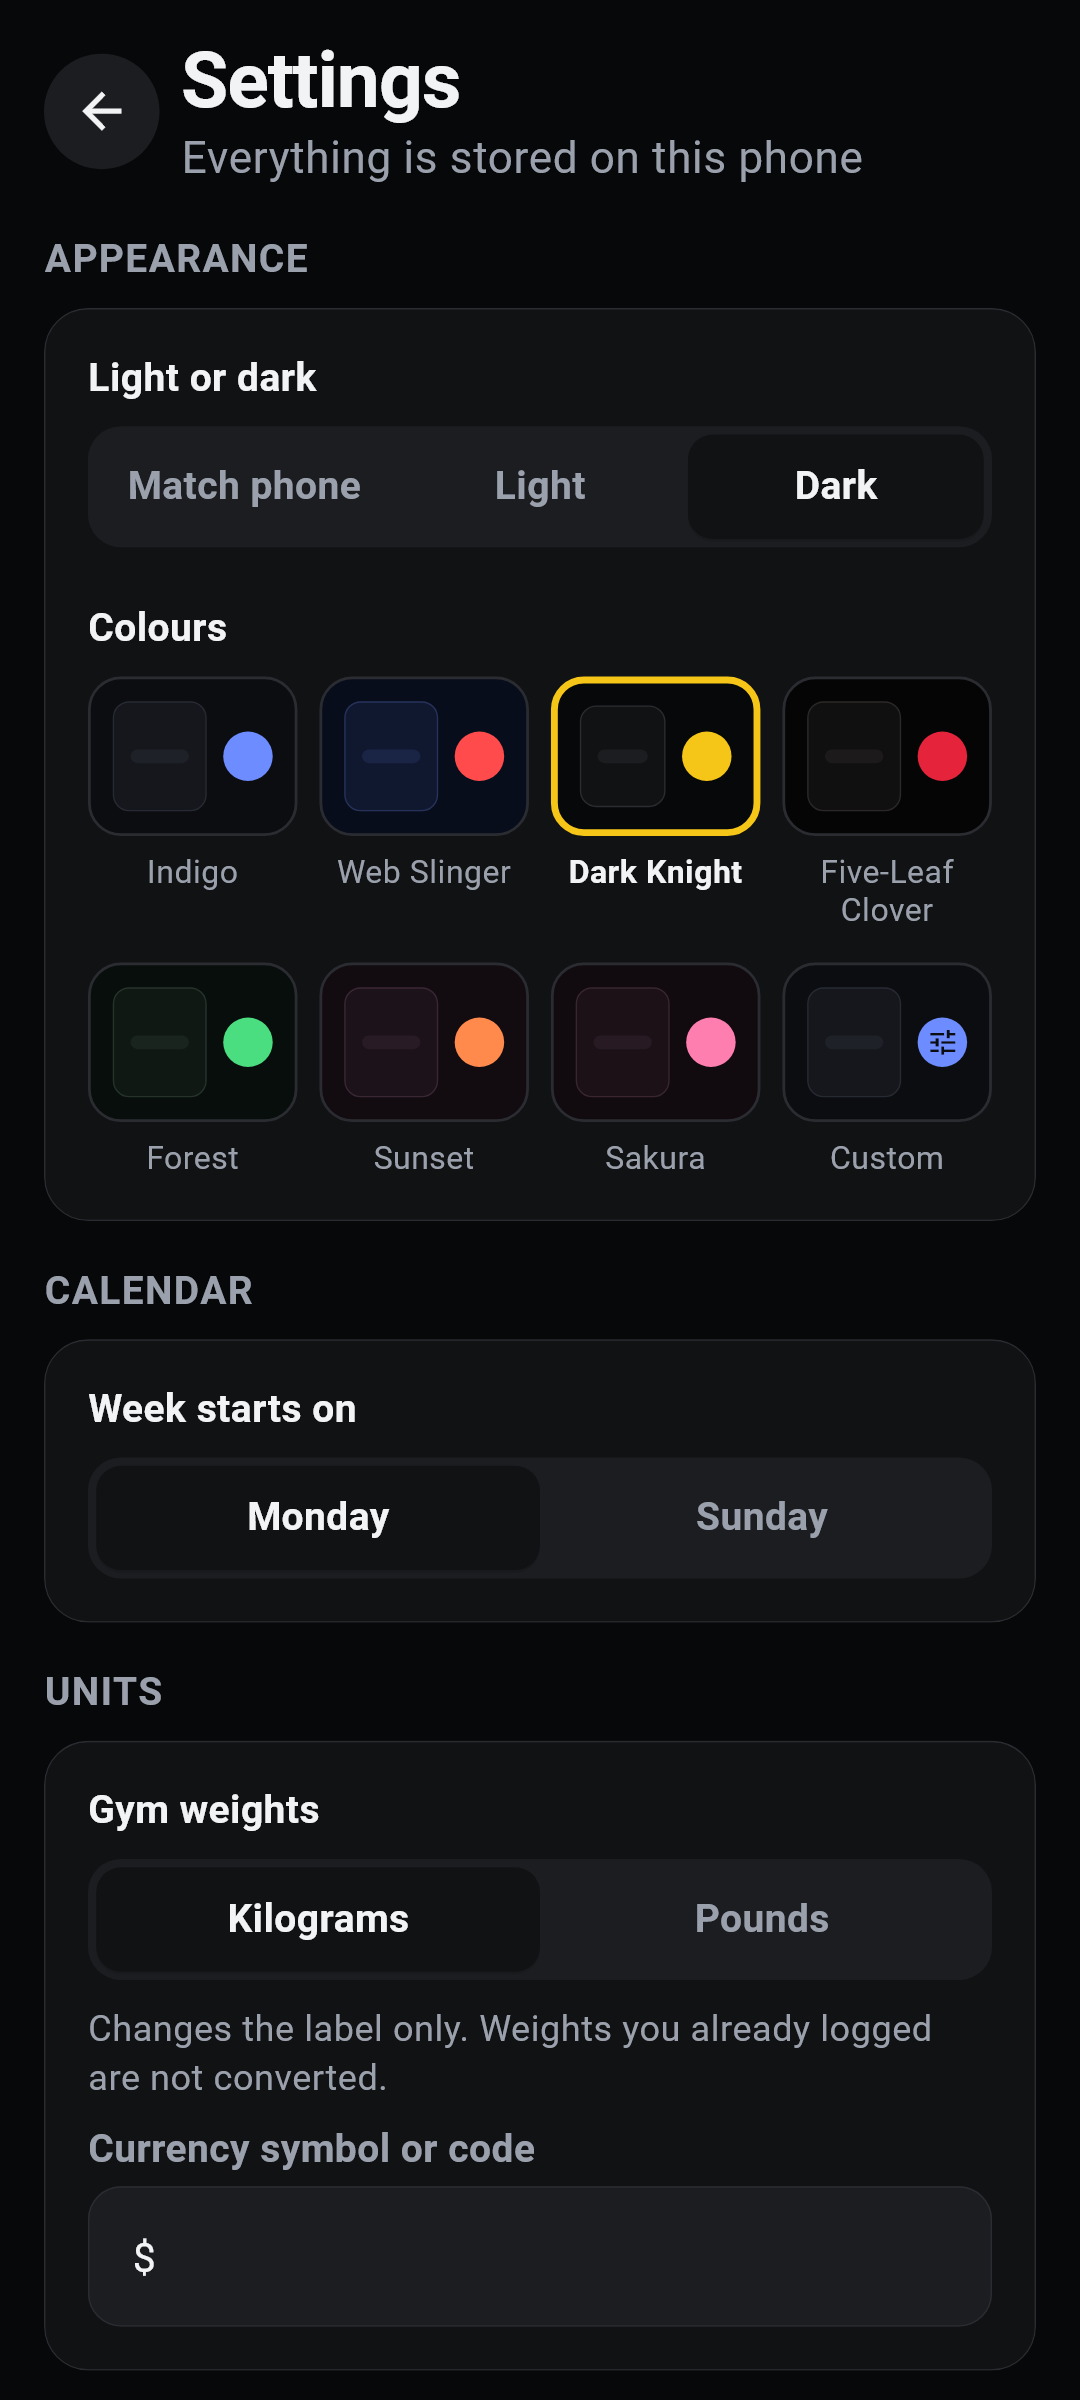 Settings
Everything is stored on this phone
APPEARANCE
Light or dark
Match phone
Light
Dark
Colours
Indigo
Web Slinger
Dark Knight
Five-Leaf
Clover
Forest
Sunset
Sakura
Custom
CALENDAR
Week starts on
Monday
Sunday
UNITS
Gym weights
Kilograms
Pounds
Changes the label only. Weights you already logged
are not converted.
Currency symbol or code
$